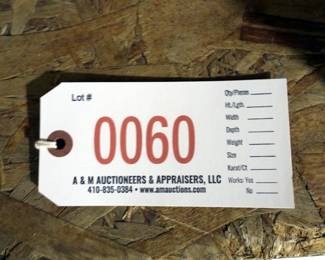 Lot #
0060
A & M AUCTIONEERS & APPRAISERS, LLC
410-835-0384 • www.amauctions.com
Qty/Pieces
Ht./Lgth.
Width
Depth
Weight
Size
Karat/Ct
Works: Yes
No